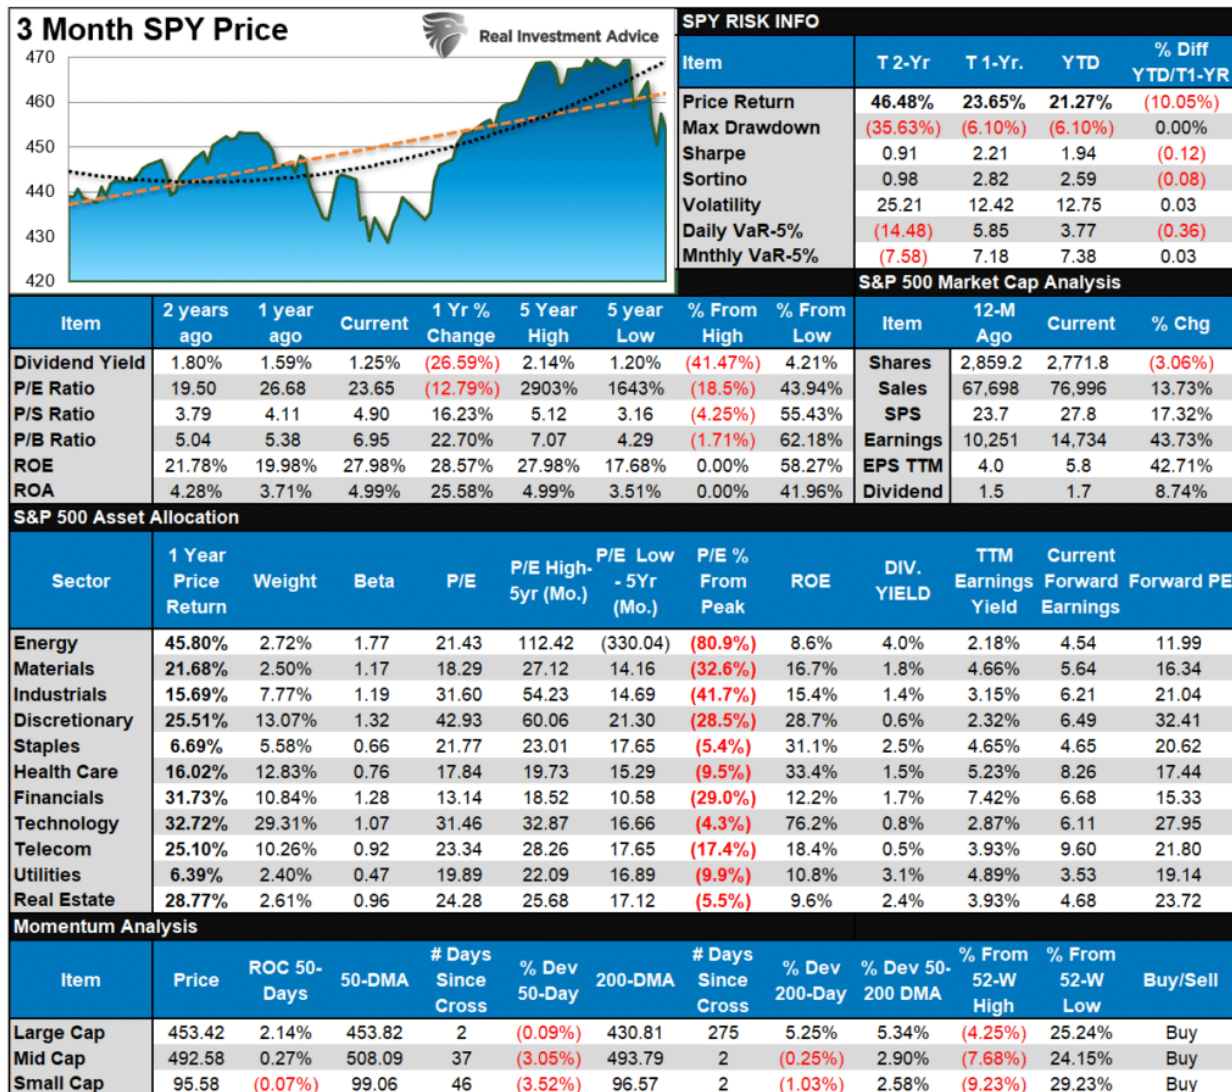 3 Month SPY Price
Real Investment Advice
470
460
450
440
430
420
SPY RISK INFO
Item T 2-Yr T 1-Yr. YTD % Diff YTD/T1-YR
Price Return 46.48% 23.65% 21.27% (10.05%)
Max Drawdown (35.63%) (6.10%) (6.10%) 0.00%
Sharpe 0.91 2.21 1.94 (0.12)
Sortino 0.98 2.82 2.59 (0.08)
Volatility 25.21 12.42 12.75 0.03
Daily VaR-5% (14.48) 5.85 3.77 (0.36)
Mnthly VaR-5% (7.58) 7.18 7.38 0.03
Item 2 years ago 1 year ago Current 1 Yr % Change 5 Year High 5 year Low % From High % From Low
Dividend Yield 1.80% 1.59% 1.25% (26.59%) 2.14% 1.20% (41.47%) 4.21%
P/E Ratio 19.50 26.68 23.65 (12.79%) 2903% 1643% (18.5%) 43.94%
P/S Ratio 3.79 4.11 4.90 16.23% 5.12 3.16 (4.25%) 55.43%
P/B Ratio 5.04 5.38 6.95 22.70% 7.07 4.29 (1.71%) 62.18%
ROE 21.78% 19.98% 27.98% 28.57% 27.98% 17.68% 0.00% 58.27%
ROA 4.28% 3.71% 4.99% 25.58% 4.99% 3.51% 0.00% 41.96%
S&P 500 Market Cap Analysis
Item 12-M Ago Current % Chg
Shares 2,859.2 2,771.8 (3.06%)
Sales 67,698 76,996 13.73%
SPS 23.7 27.8 17.32%
Earnings 10,251 14,734 43.73%
EPS TTM 4.0 5.8 42.71%
Dividend 1.5 1.7 8.74%
S&P 500 Asset Allocation
Sector 1 Year Price Return Weight Beta P/E P/E High-5yr (Mo.) P/E Low - 5Yr (Mo.) P/E % From Peak ROE DIV. YIELD TTM Earnings Yield Current Forward Earnings Forward PE
Energy 45.80% 2.72% 1.77 21.43 112.42 (330.04) (80.9%) 8.6% 4.0% 2.18% 4.54 11.99
Materials 21.68% 2.50% 1.17 18.29 27.12 14.16 (32.6%) 16.7% 1.8% 4.66% 5.64 16.34
Industrials 15.69% 7.77% 1.19 31.60 54.23 14.69 (41.7%) 15.4% 1.4% 3.15% 6.21 21.04
Discretionary 25.51% 13.07% 1.32 42.93 60.06 21.30 (28.5%) 28.7% 0.6% 2.32% 6.49 32.41
Staples 6.69% 5.58% 0.66 21.77 23.01 17.65 (5.4%) 31.1% 2.5% 4.65% 4.65 20.62
Health Care 16.02% 12.83% 0.76 17.84 19.73 15.29 (9.5%) 33.4% 1.5% 5.23% 8.26 17.44
Financials 31.73% 10.84% 1.28 13.14 18.52 10.58 (29.0%) 12.2% 1.7% 7.42% 6.68 15.33
Technology 32.72% 29.31% 1.07 31.46 32.87 16.66 (4.3%) 76.2% 0.8% 2.87% 6.11 27.95
Telecom 25.10% 10.26% 0.92 23.34 28.26 17.65 (17.4%) 18.4% 0.5% 3.93% 9.60 21.80
Utilities 6.39% 2.40% 0.47 19.89 22.09 16.89 (9.9%) 10.8% 3.1% 4.89% 3.53 19.14
Real Estate 28.77% 2.61% 0.96 24.28 25.68 17.12 (5.5%) 9.6% 2.4% 3.93% 4.68 23.72
Momentum Analysis
Item Price ROC 50-Days 50-DMA # Days Since Cross % Dev 50-Day 200-DMA # Days Since Cross % Dev 200-Day % Dev 50-200 DMA % From 52-W High % From 52-W Low Buy/Sell
Large Cap 453.42 2.14% 453.82 2 (0.09%) 430.81 275 5.25% 5.34% (4.25%) 25.24% Buy
Mid Cap 492.58 0.27% 508.09 37 (3.05%) 493.79 2 (0.25%) 2.90% (7.68%) 24.15% Buy
Small Cap 95.58 (0.07%) 99.06 46 (3.52%) 96.57 2 (1.03%) 2.58% (9.23%) 29.23% Buy